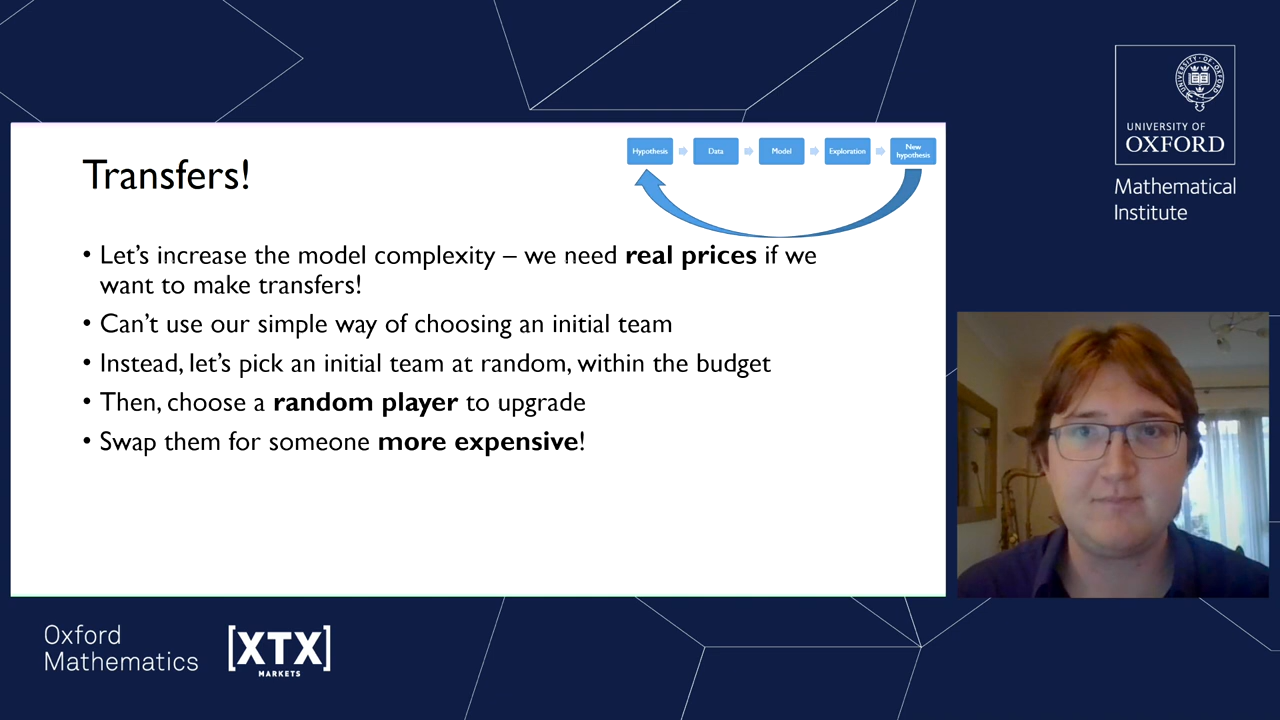 UNIVERSITY OF
OXFORD
Mathematical
Institute
Transfers!
Hypothesis
Data
Model
Exploration
New
hypothesis
• Let's increase the model complexity – we need real prices if we
want to make transfers!
• Can't use our simple way of choosing an initial team
• Instead, let's pick an initial team at random, within the budget
• Then, choose a random player to upgrade
• Swap them for someone more expensive!
Oxford
Mathematics
[XTX]
MARKETS